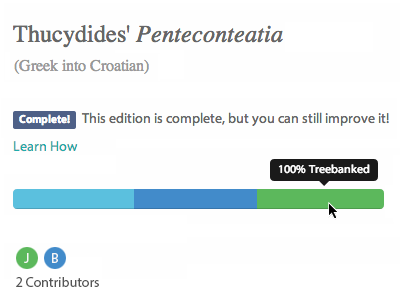 Thucydides' Penteconteatia
(Greek into Croatian)
Complete! This edition is complete, but you can still improve it!
Learn How
100% Treebanked
J B
2 Contributors